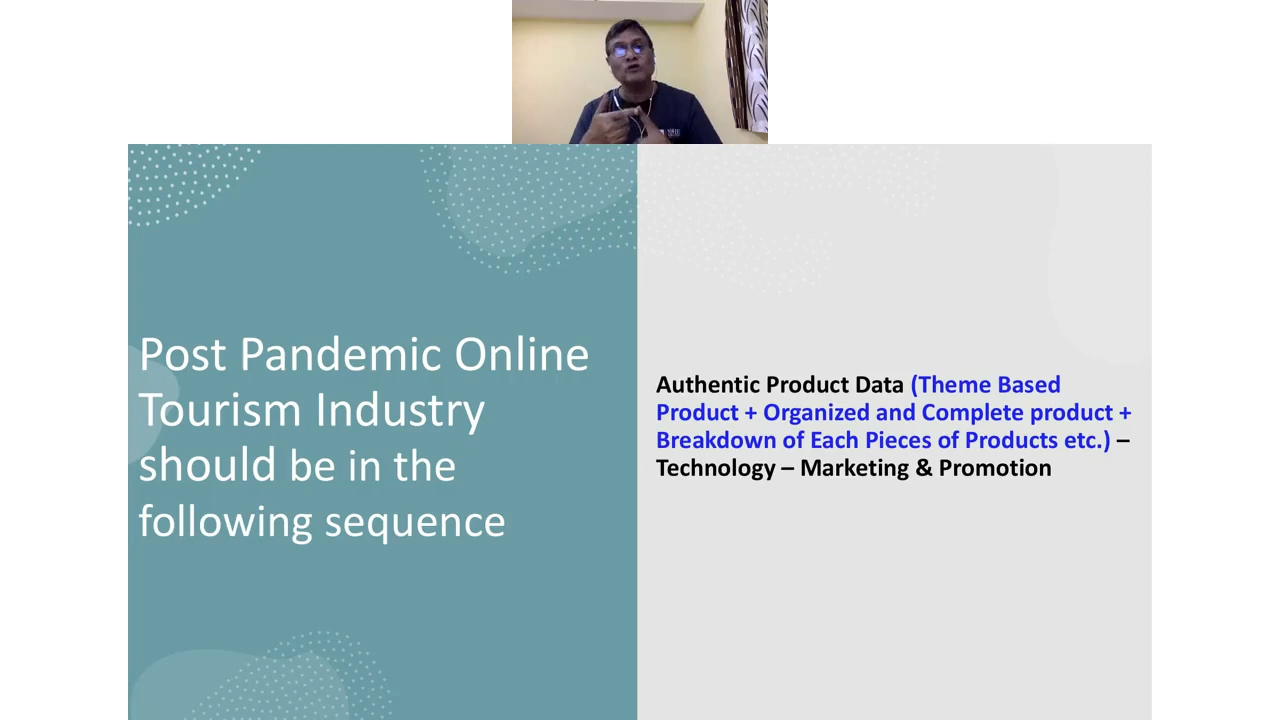 Post Pandemic Online
Tourism Industry
should be in the
following sequence
Authentic Product Data (Theme Based
Product + Organized and Complete product +
Breakdown of Each Pieces of Products etc.) –
Technology – Marketing & Promotion